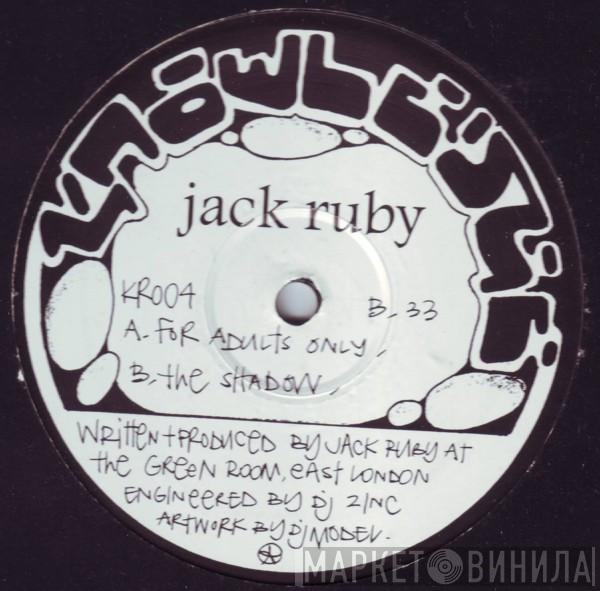 jack ruby
KR004
B. 33
A. FOR ADULTS ONLY,
B. the SHADOW,
WRitten + PRODUCED BY JACK RUBY AT
the GReen ROOM, eAST LONDON
ENGINEERED BY Dj ZINC
ARTWORK BY Dj MODEL.
МАРКЕТ ВИНИЛА